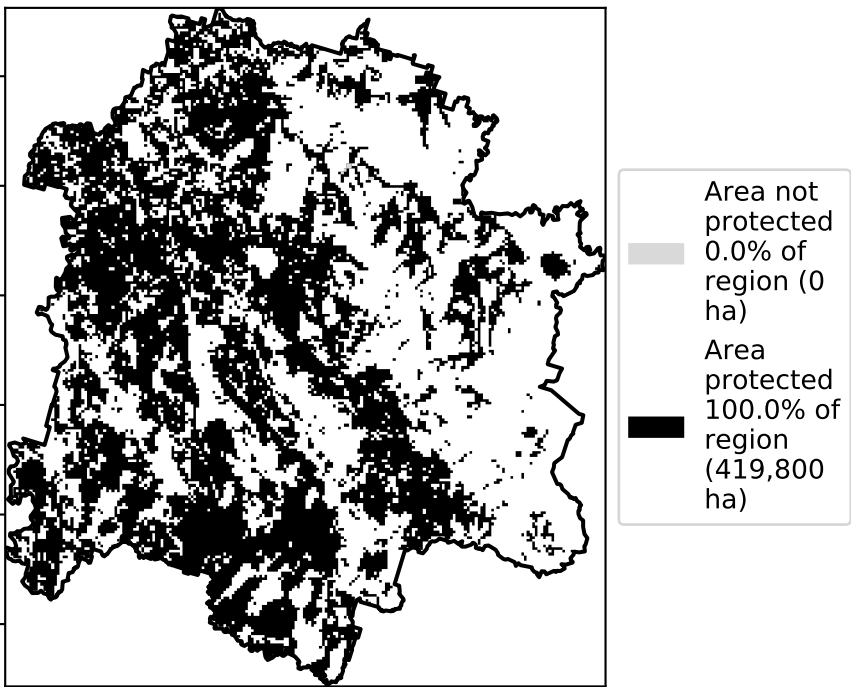 Area not
protected
0.0% of
region (0
ha)
Area
protected
100.0% of
region
(419,800
ha)